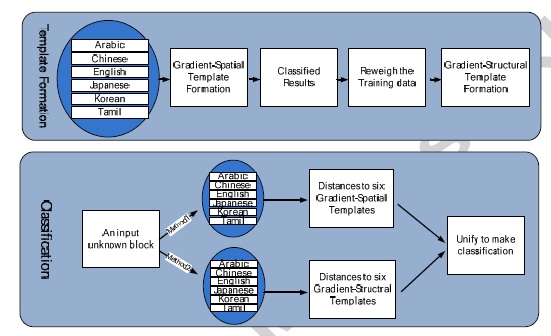 Template Formation
Arabic
Chinese
English
Japanese
Korean
Tamil
Gradient-Spatial
Template
Formation
Classified
Results
Reweigh the
Training data
Gradient-Structural
Template
Formation
Classification
An input
unknown block
Method1
Method2
Arabic
Chinese
English
Japanese
Korean
Tamil
Arabic
Chinese
English
Japanese
Korean
Tamil
Distances to six
Gradient-Spatial
Templates
Distances to six
Gradient-Structral
Templates
Unify to make
classification